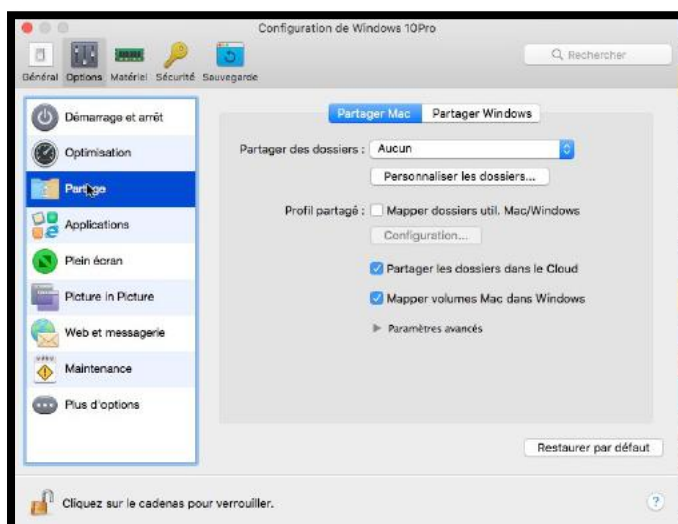 Configuration de Windows 10Pro
Général Options Matériel Sécurité Sauvegarde
Rechercher
Démarrage et arrêt
Optimisation
Partage
Applications
Plein écran
Picture in Picture
Web et messagerie
Maintenance
Plus d'options
Partager Mac Partager Windows
Partager des dossiers : Aucun
Personnaliser les dossiers...
Profil partagé : Mapper dossiers util. Mac/Windows
Configuration...
Partager les dossiers dans le Cloud
Mapper volumes Mac dans Windows
Paramètres avancés
Restaurer par défaut
Cliquez sur le cadenas pour verrouiller.
?